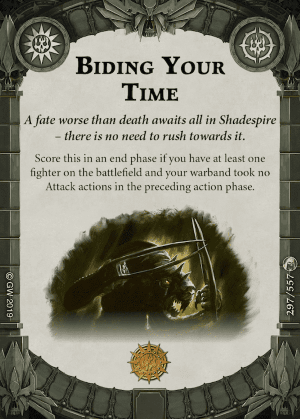 BIDING YOUR
TIME
A fate worse than death awaits all in Shadespire
– there is no need to rush towards it.
Score this in an end phase if you have at least one
fighter on the battlefield and your warband took no
Attack actions in the preceding action phase.
© GW 2019
297/557